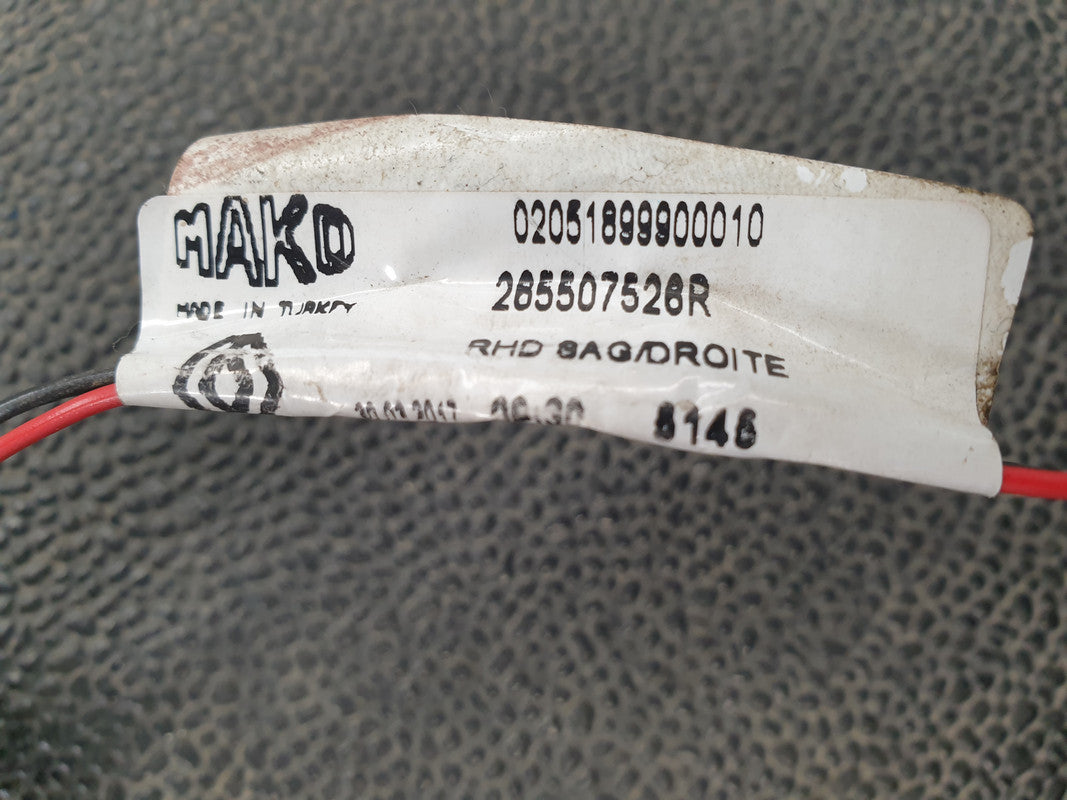 MAKO
02051899900010
MADE IN TURKEY
265507526R
RHD SAG/DROITE
8146